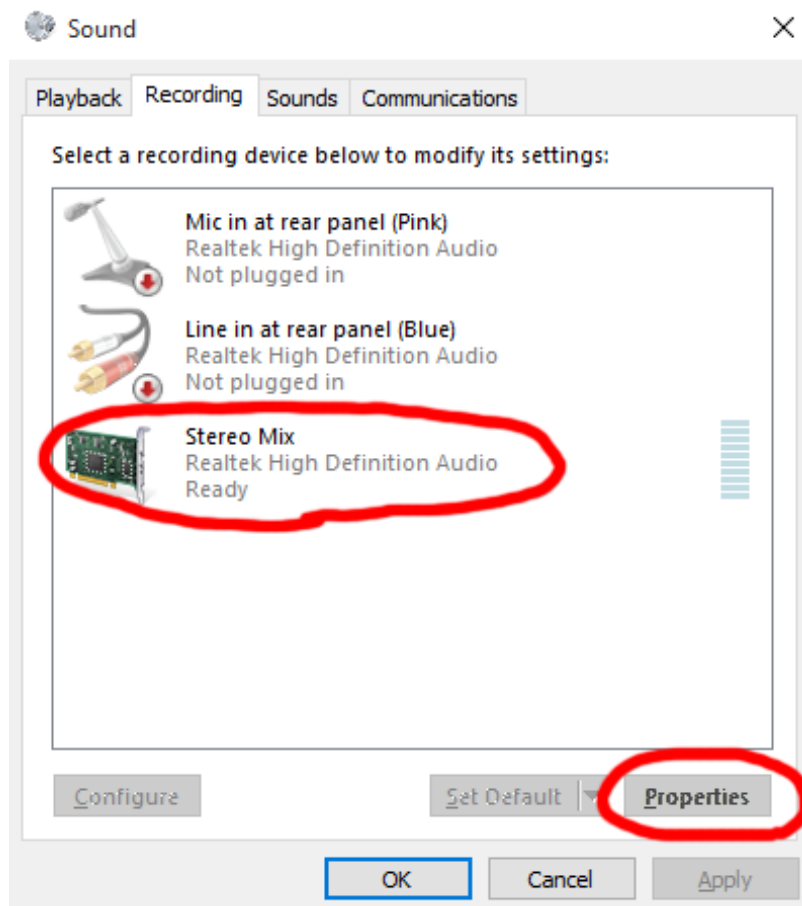 Sound
Playback Recording Sounds Communications
Select a recording device below to modify its settings:
Mic in at rear panel (Pink)
Realtek High Definition Audio
Not plugged in
Line in at rear panel (Blue)
Realtek High Definition Audio
Not plugged in
Stereo Mix
Realtek High Definition Audio
Ready
Configure Set Default Properties
OK Cancel Apply